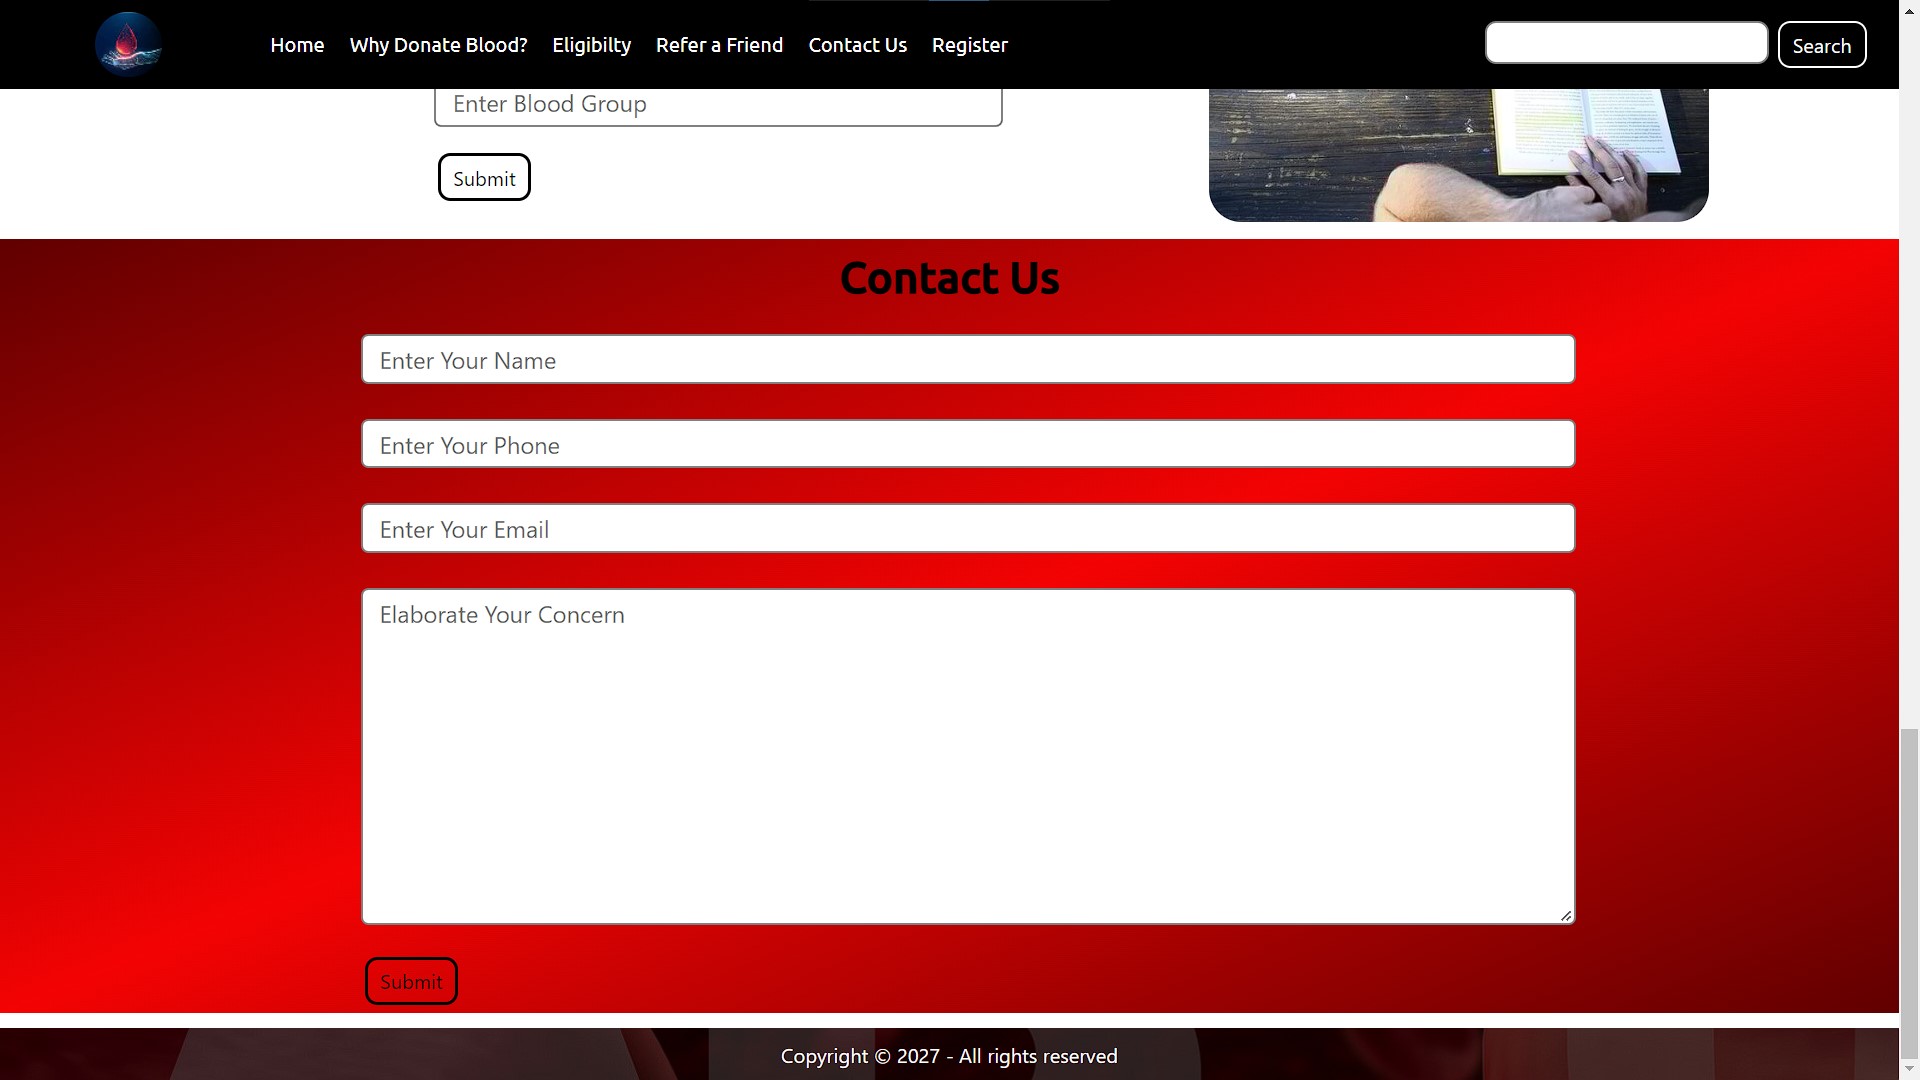 Home Why Donate Blood? Eligibilty Refer a Friend Contact Us Register Search
Enter Blood Group
Submit
Contact Us
Enter Your Name
Enter Your Phone
Enter Your Email
Elaborate Your Concern
Submit
Copyright © 2027 - All rights reserved